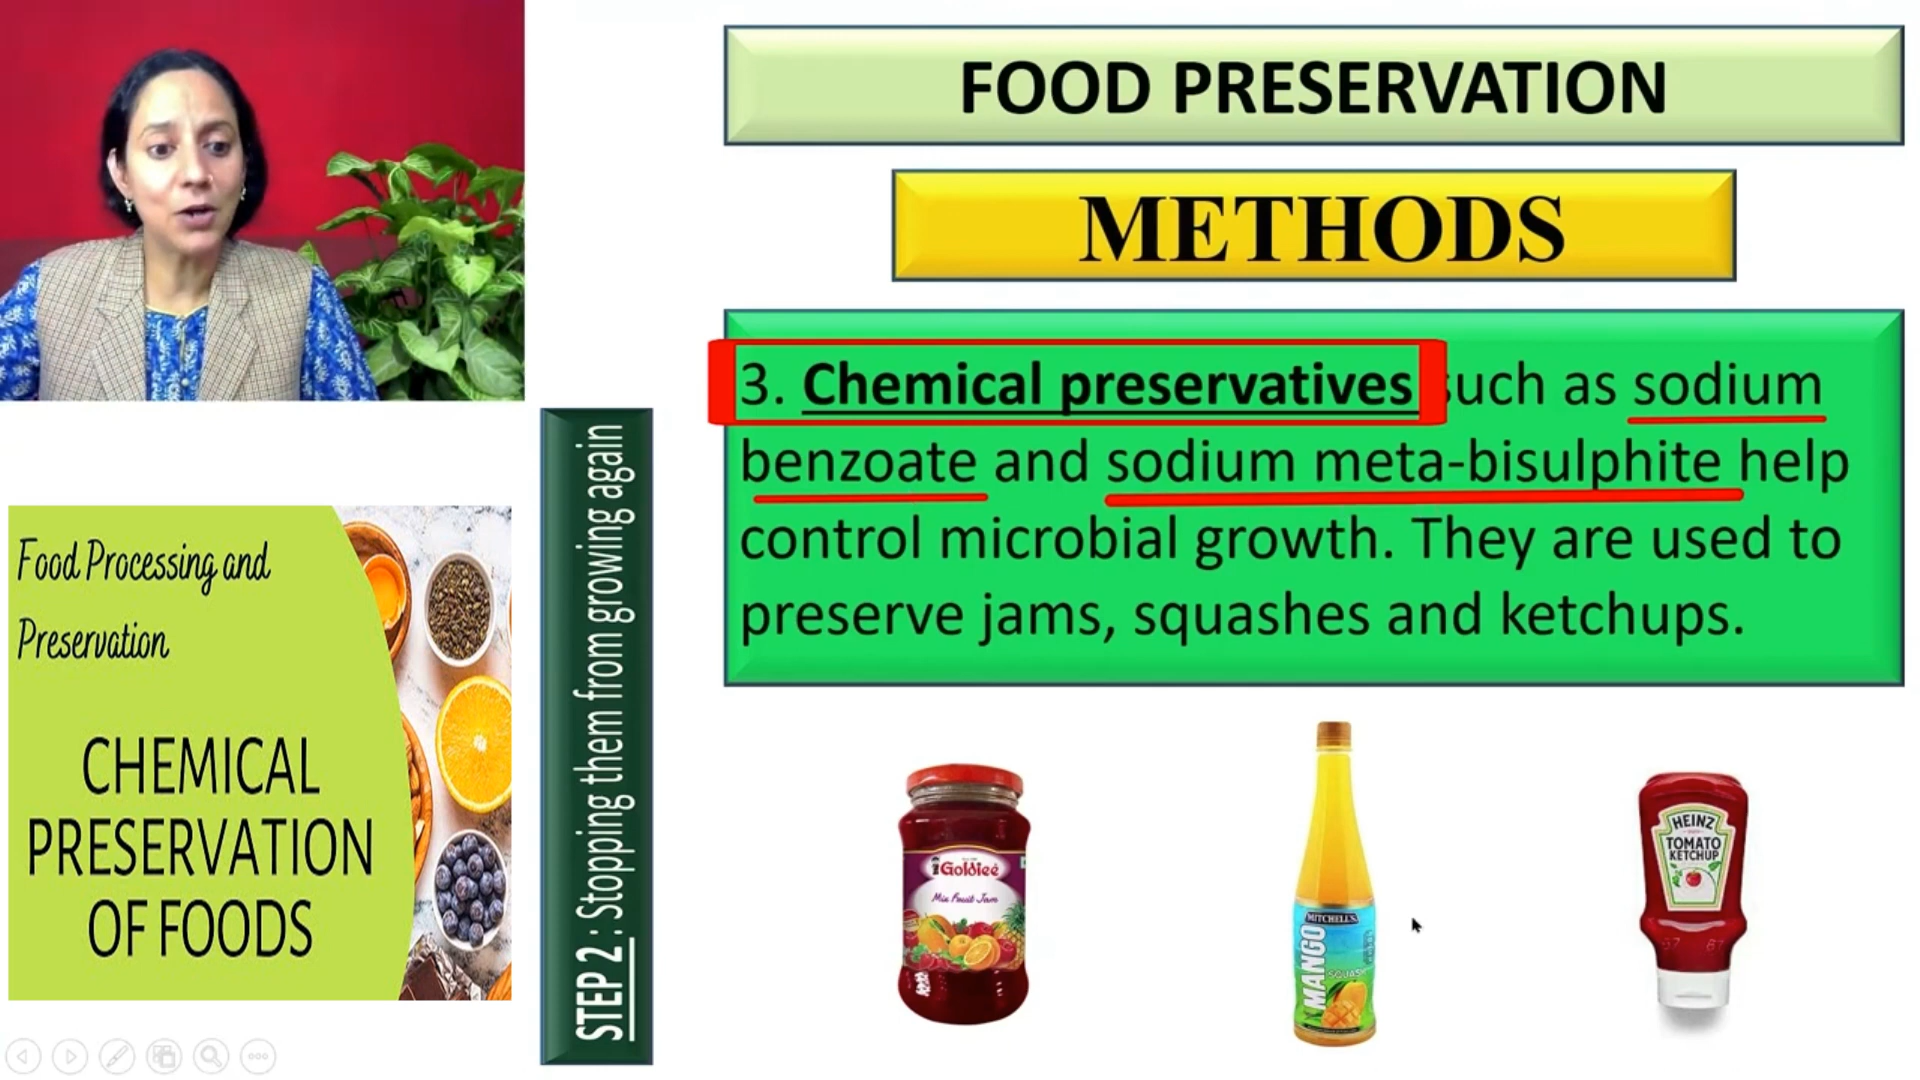 FOOD PRESERVATION
METHODS
3. Chemical preservatives such as sodium
benzoate and sodium meta-bisulphite help
control microbial growth. They are used to
preserve jams, squashes and ketchups.
STEP 2 : Stopping them from growing again
Food Processing and
Preservation
CHEMICAL
PRESERVATION
OF FOODS
Goldiee
Mix Fruit Jam
MITCHELL'S
MANGO
SQUASH
HEINZ
TOMATO
KETCHUP
57 57